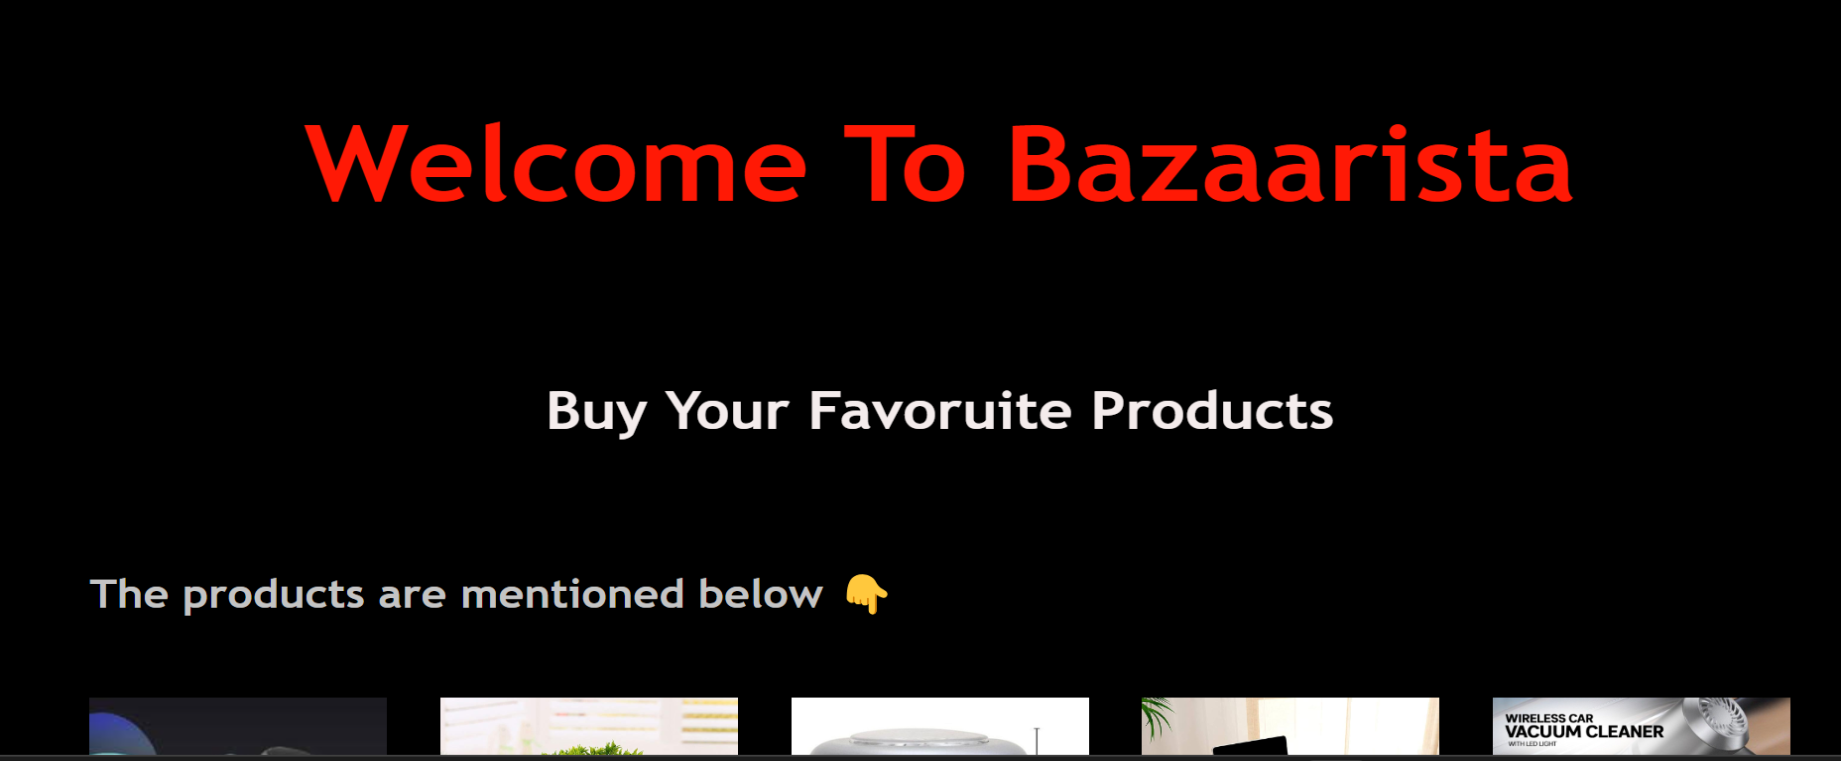 Welcome To Bazaarista
Buy Your Favoruite Products
The products are mentioned below 👇
WIRELESS CAR
VACUUM CLEANER
WITH LED LIGHT